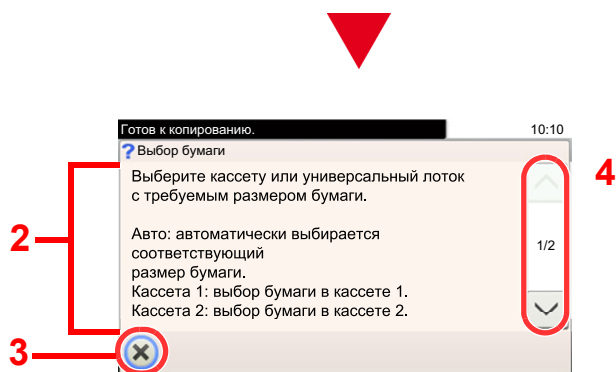 Готов к копированию.
10:10
? Выбор бумаги
Выберите кассету или универсальный лоток
с требуемым размером бумаги.
Авто: автоматически выбирается
соответствующий
размер бумаги.
Кассета 1: выбор бумаги в кассете 1.
Кассета 2: выбор бумаги в кассете 2.
1/2
2
3
4